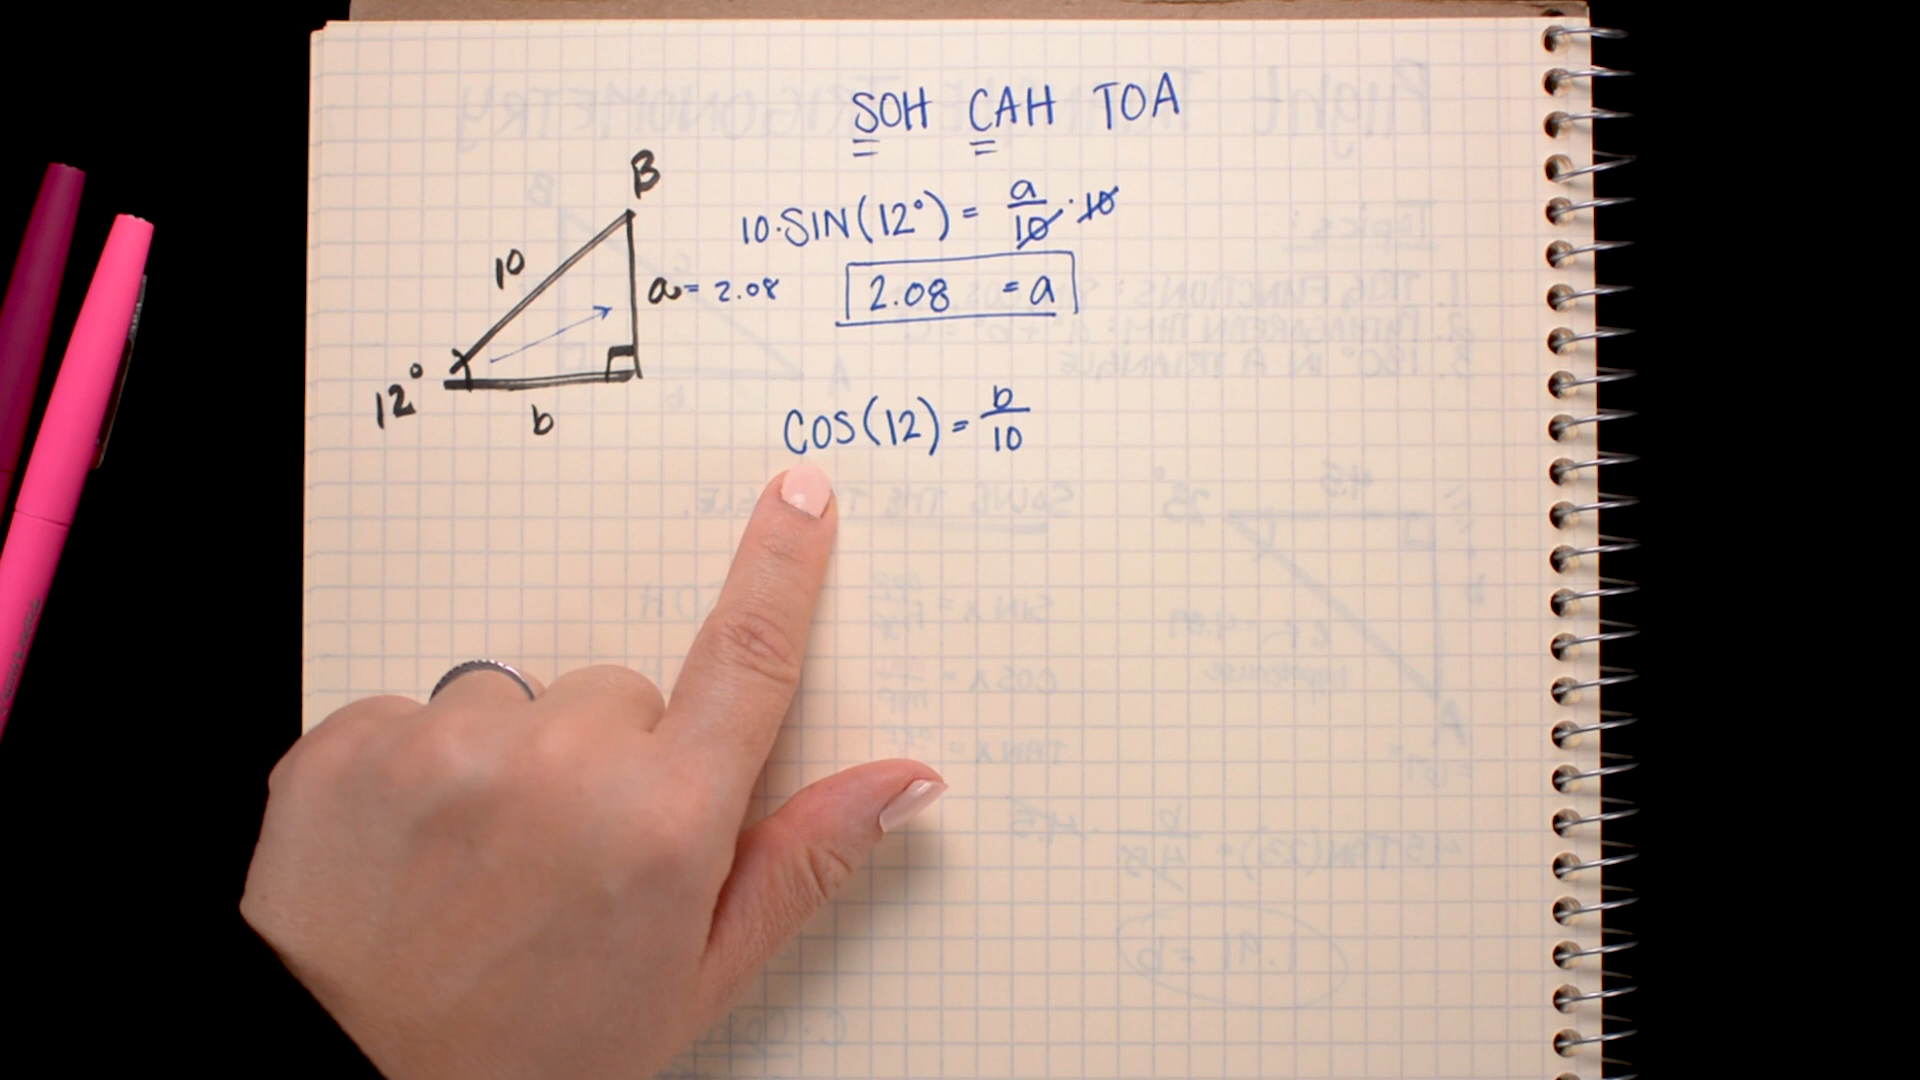 SOH CAH TOA
B
10·SIN(12°) = a/10 · 10
10
a = 2.08
2.08 = a
12°
b
COS(12) = b/10